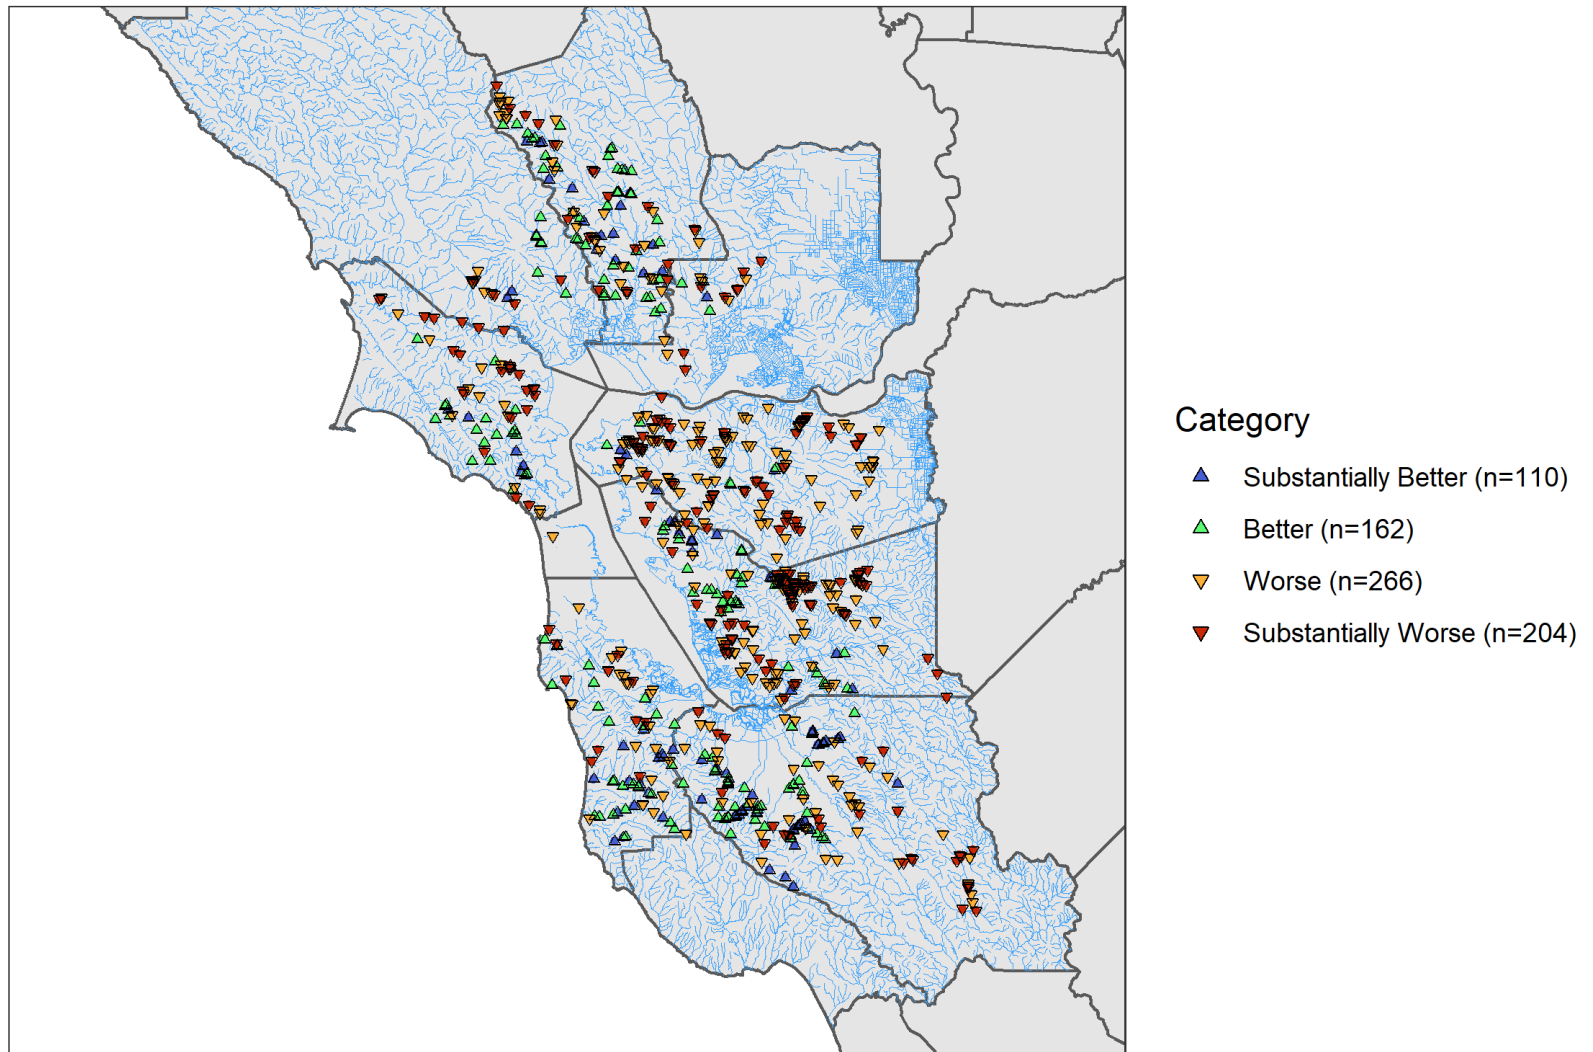 Category
Substantially Better (n=110)
Better (n=162)
Worse (n=266)
Substantially Worse (n=204)